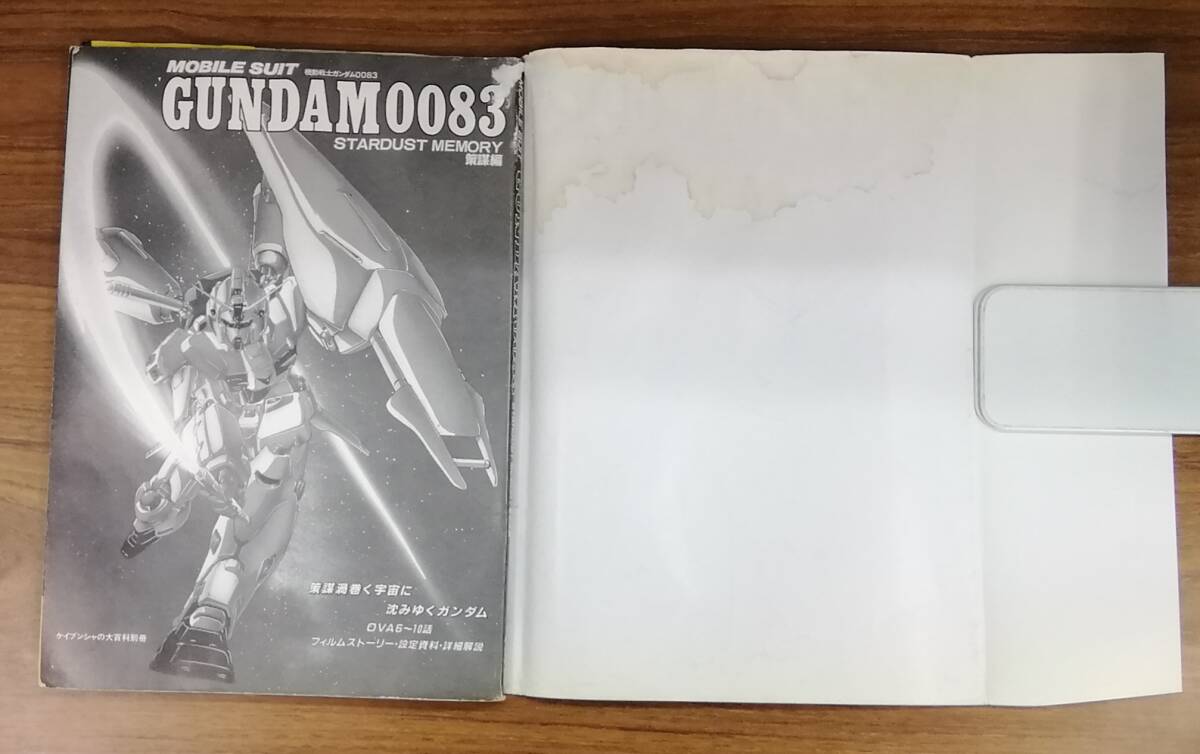 MOBILE SUIT 機動戦士ガンダム0083
GUNDAM0083
STARDUST MEMORY
策謀編
策謀渦巻く宇宙に
沈みゆくガンダム
OVA6〜10話
フィルムストーリー・設定資料・詳細解説
ケイブンシャの大百科別冊